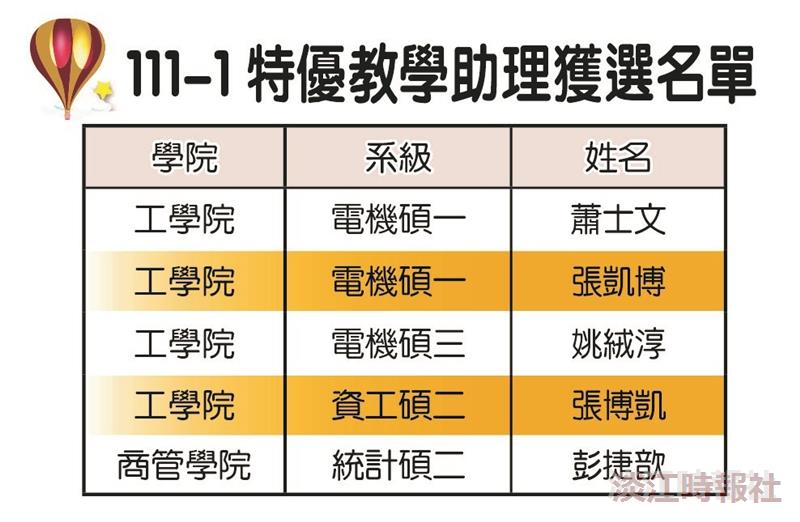 111-1 特優教學助理獲選名單
學院 系級 姓名
工學院 電機碩一 蕭士文
工學院 電機碩一 張凱博
工學院 電機碩三 姚絨淳
工學院 資工碩二 張博凱
商管學院 統計碩二 彭捷歆
淡江時報社